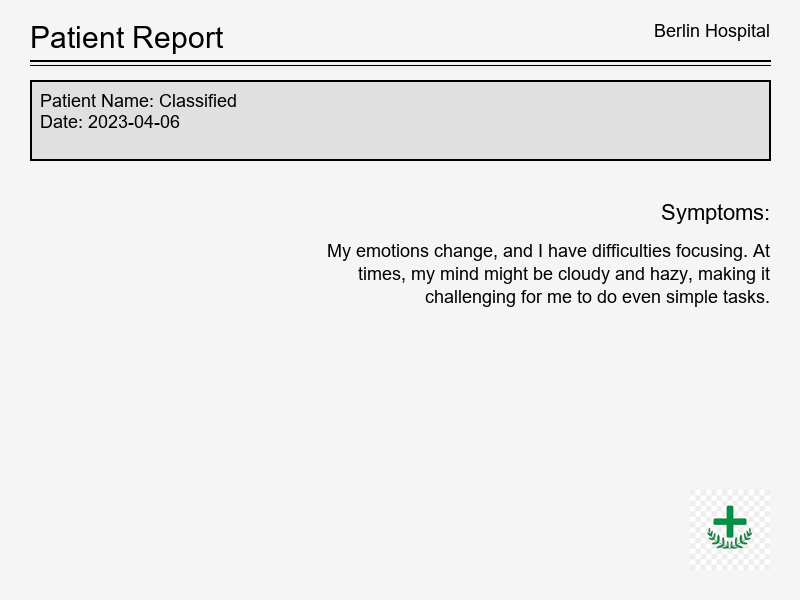 Patient Report
Berlin Hospital
Patient Name: Classified
Date: 2023-04-06
Symptoms:
My emotions change, and I have difficulties focusing. At
times, my mind might be cloudy and hazy, making it
challenging for me to do even simple tasks.